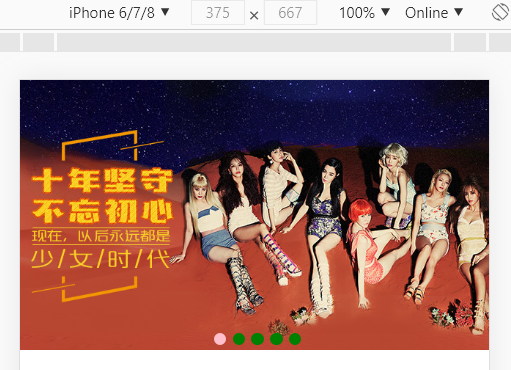 iPhone 6/7/8 ▼ 375 × 667 100% ▼ Online ▼
十年坚守
不忘初心
现在，以后永远都是
少/女/时/代